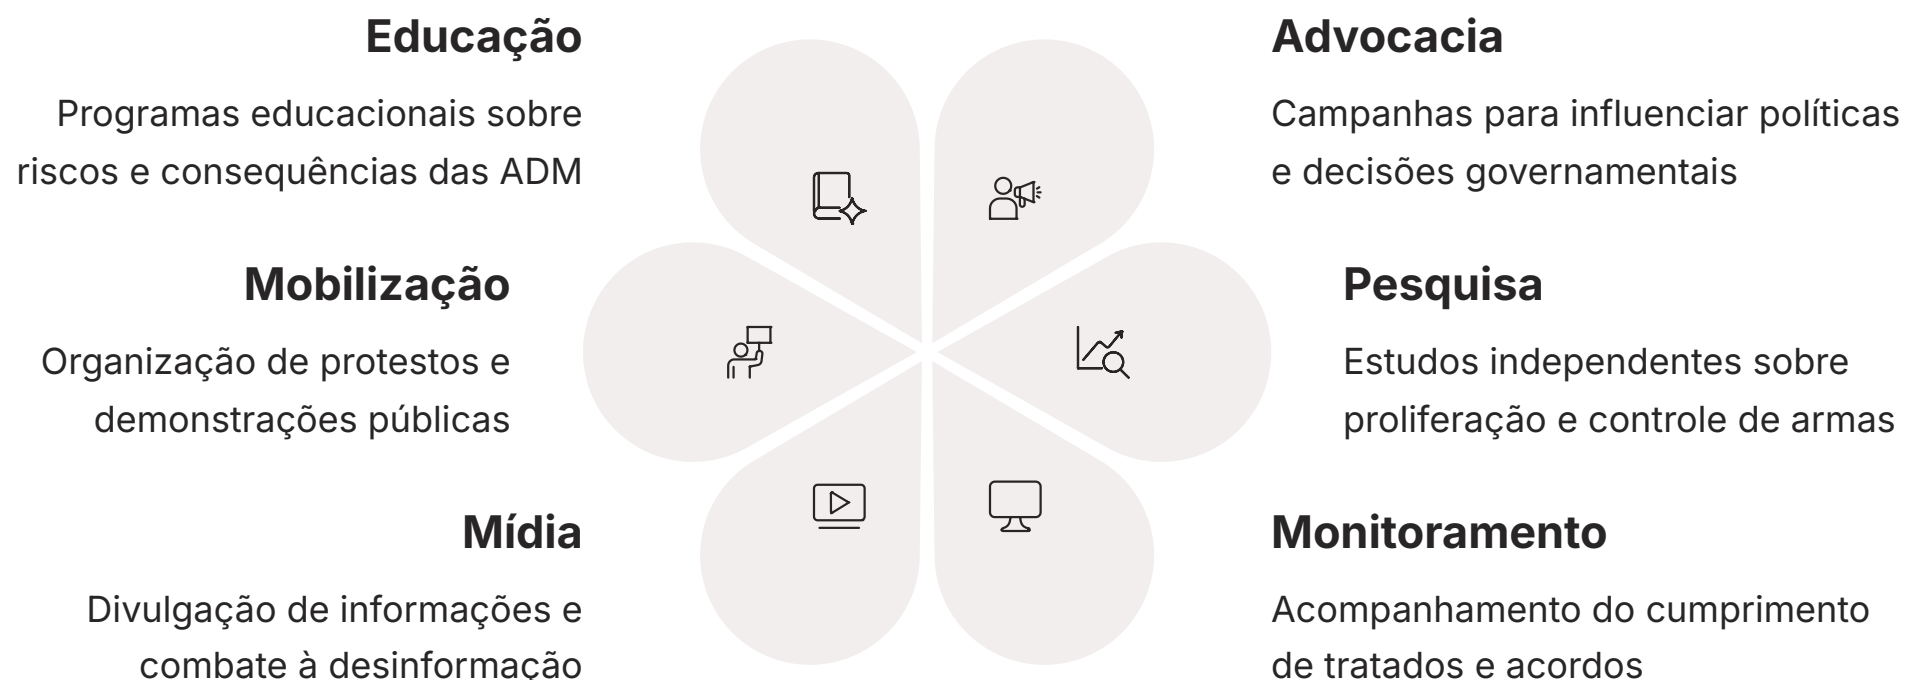 Educação
Programas educacionais sobre
riscos e consequências das ADM
Advocacia
Campanhas para influenciar políticas
e decisões governamentais
Mobilização
Organização de protestos e
demonstrações públicas
Pesquisa
Estudos independentes sobre
proliferação e controle de armas
Mídia
Divulgação de informações e
combate à desinformação
Monitoramento
Acompanhamento do cumprimento
de tratados e acordos